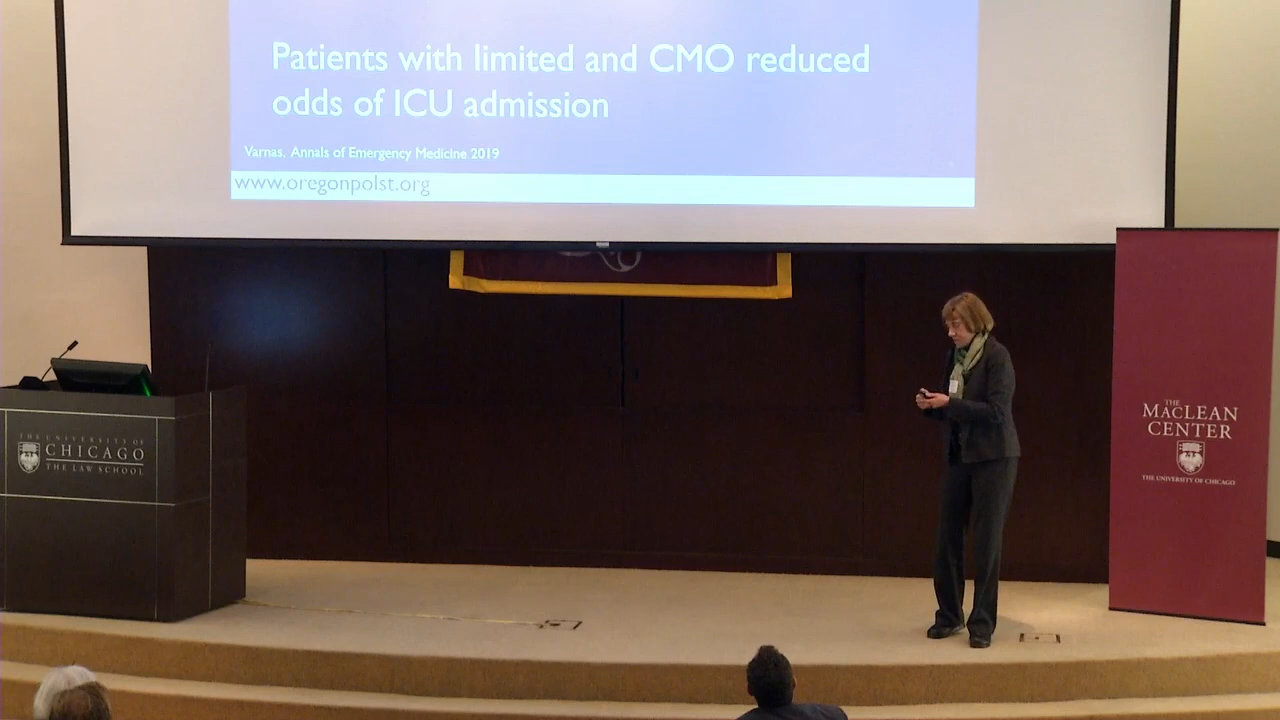 Patients with limited and CMO reduced
odds of ICU admission
Varnas. Annals of Emergency Medicine 2019
www.oregonpolst.org
THE UNIVERSITY OF
CHICAGO
THE LAW SCHOOL
THE
MACLEAN
CENTER
THE UNIVERSITY OF CHICAGO